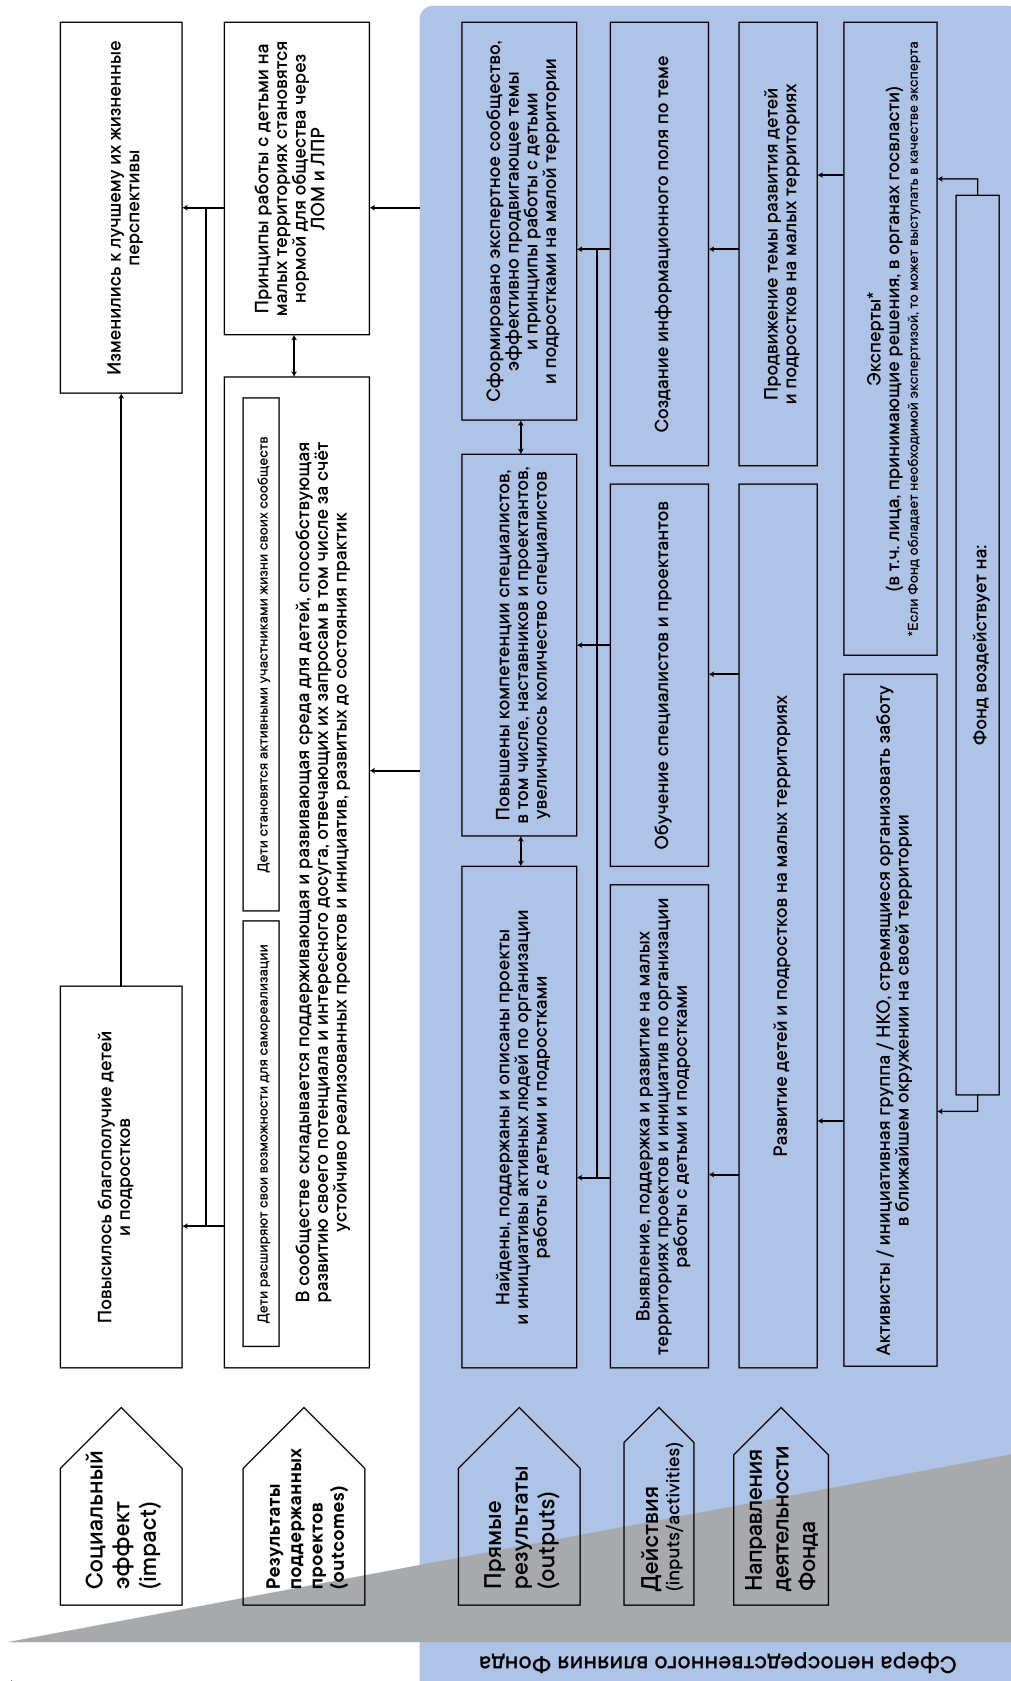 Социальный
эффект
(impact)
Повысилось благополучие детей
и подростков
Изменились к лучшему их жизненные
перспективы
Результаты
поддержанных
проектов
(outcomes)
Дети расширяют свои возможности для самореализации
Дети становятся активными участниками жизни своих сообществ
В сообществе складывается поддерживающая и развивающая среда для детей, способствующая
развитию своего потенциала и интересного досуга, отвечающих их запросам в том числе за счёт
устойчиво реализованных проектов и инициатив, развитых до состояния практик
Принципы работы с детьми на
малых территориях становятся
нормой для общества через
ЛОМ и ЛПР
Прямые
результаты
(outputs)
Найдены, поддержаны и описаны проекты
и инициативы активных людей по организации
работы с детьми и подростками
Повышены компетенции специалистов,
в том числе, наставников и проектантов,
увеличилось количество специалистов
Сформировано экспертное сообщество,
эффективно продвигающее темы
и принципы работы с детьми
и подростками на малой территории
Действия
(inputs/activities)
Выявление, поддержка и развитие на малых
территориях проектов и инициатив по организации
работы с детьми и подростками
Обучение специалистов и проектантов
Создание информационного поля по теме
Направления
деятельности
Фонда
Развитие детей и подростков на малых территориях
Продвижение темы развития детей
и подростков на малых территориях
Активисты / инициативная группа / НКО, стремящиеся организовать заботу
в ближайшем окружении на своей территории
Эксперты*
(в т.ч. лица, принимающие решения, в органах госвласти)
*Если Фонд обладает необходимой экспертизой, то может выступать в качестве эксперта
Фонд воздействует на:
Сфера непосредственного влияния Фонда